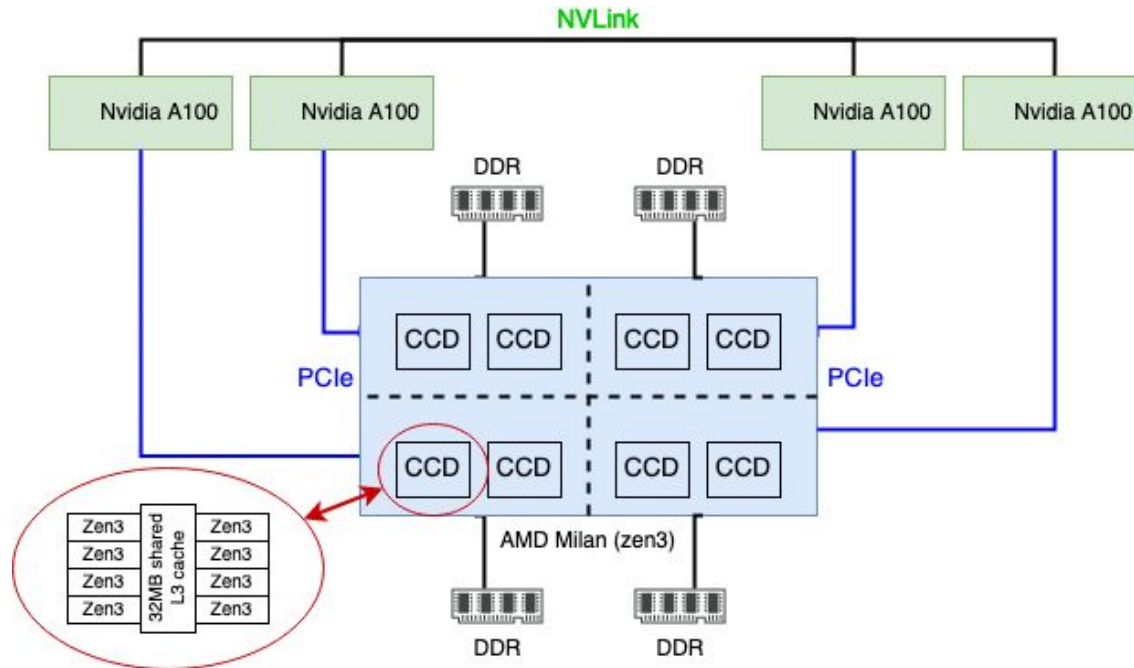 NVLink
Nvidia A100
Nvidia A100
Nvidia A100
Nvidia A100
DDR
DDR
CCD
CCD
CCD
CCD
PCIe
PCIe
CCD
CCD
CCD
CCD
AMD Milan (zen3)
Zen3
Zen3
Zen3
Zen3
32MB shared
L3 cache
Zen3
Zen3
Zen3
Zen3
DDR
DDR